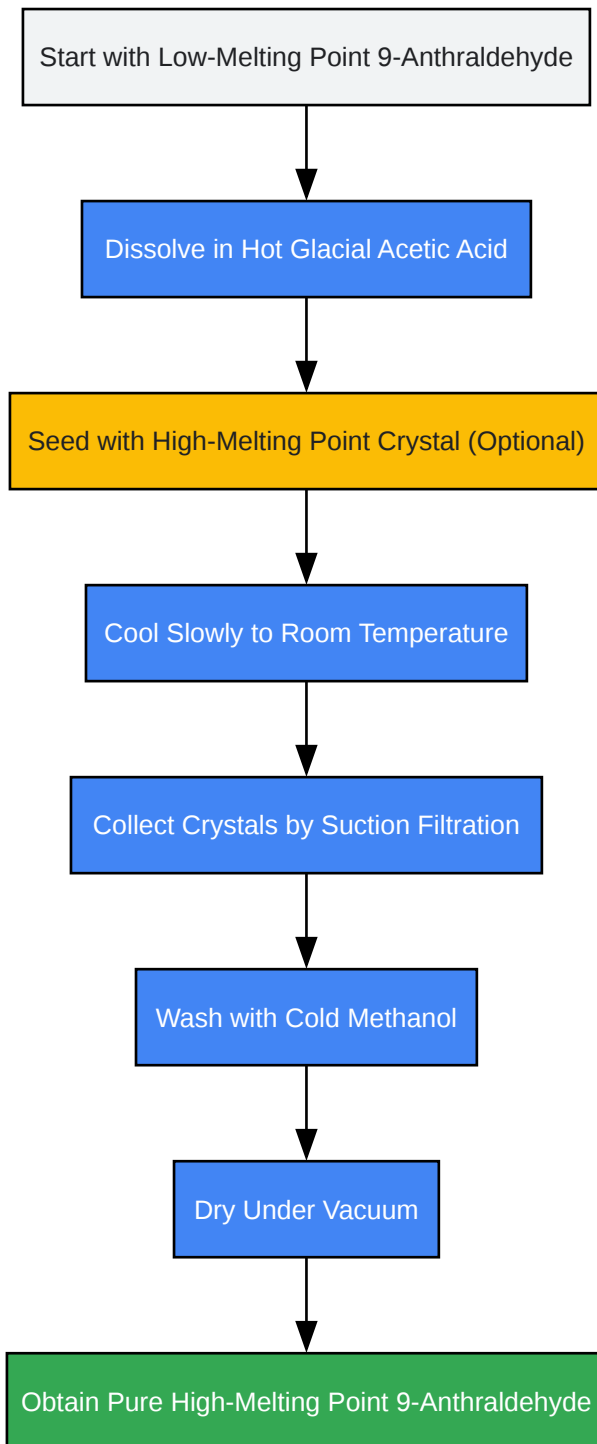 Start with Low-Melting Point 9-Anthraldehyde
Dissolve in Hot Glacial Acetic Acid
Seed with High-Melting Point Crystal (Optional)
Cool Slowly to Room Temperature
Collect Crystals by Suction Filtration
Wash with Cold Methanol
Dry Under Vacuum
Obtain Pure High-Melting Point 9-Anthraldehyde